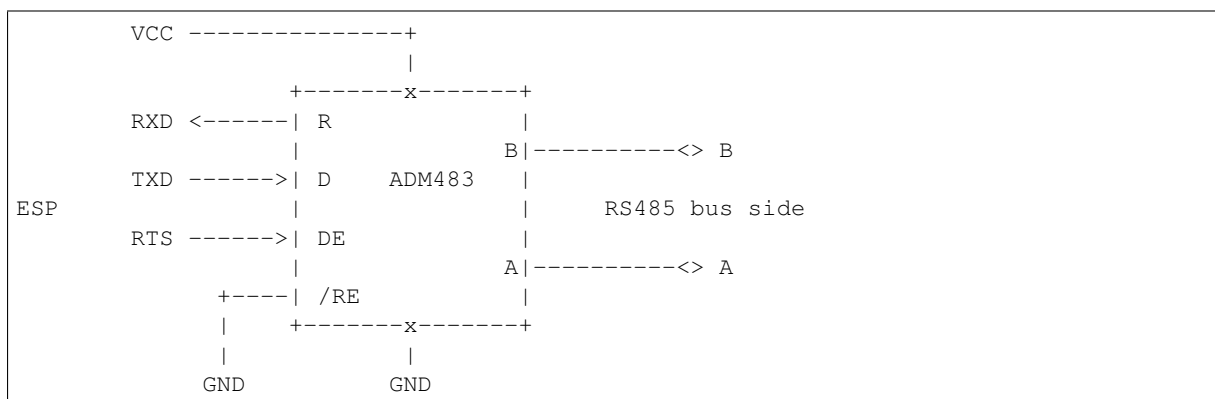 VCC ---------------+
|
+-------x-------+
RXD <------| R |
| B|----------<> B
TXD ------>| D ADM483 |
ESP | | RS485 bus side
RTS ------>| DE |
| A|----------<> A
+----| /RE |
| +-------x-------+
| |
GND GND